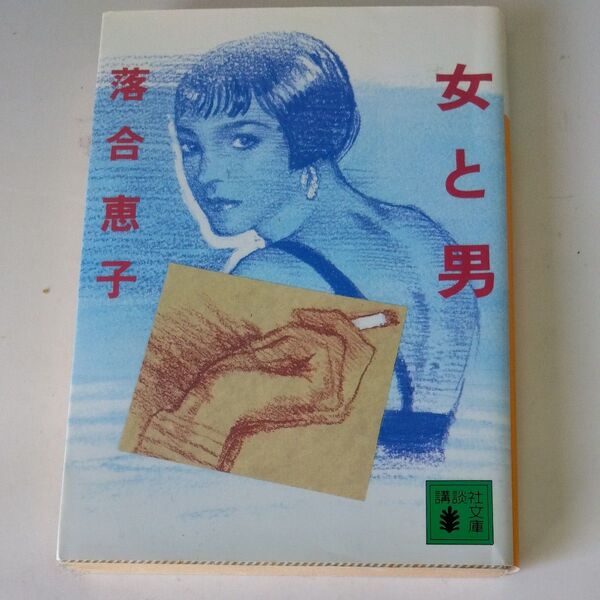 女と男
落合恵子
講談社
文庫